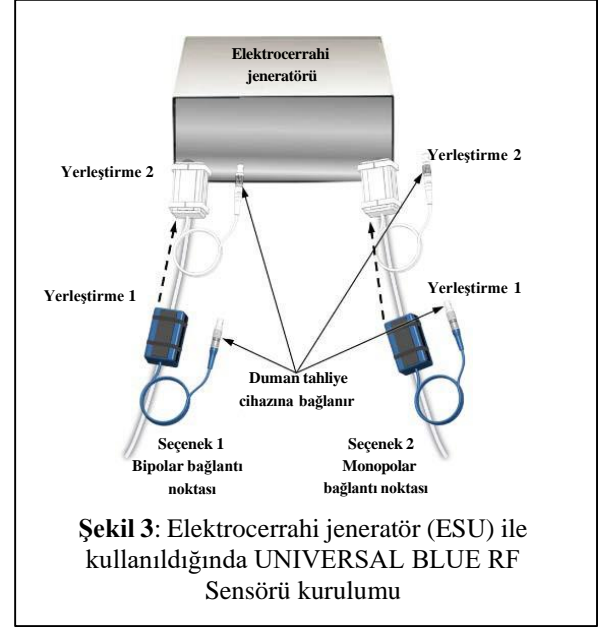 Elektrocerrahi
jeneratörü
Yerleştirme 2
Yerleştirme 2
Yerleştirme 1
Yerleştirme 1
Duman tahliye
cihazına bağlanır
Seçenek 1
Bipolar bağlantı
noktası
Seçenek 2
Monopolar
bağlantı noktası
Şekil 3: Elektrocerrahi jeneratör (ESU) ile
kullanıldığında UNIVERSAL BLUE RF
Sensörü kurulumu